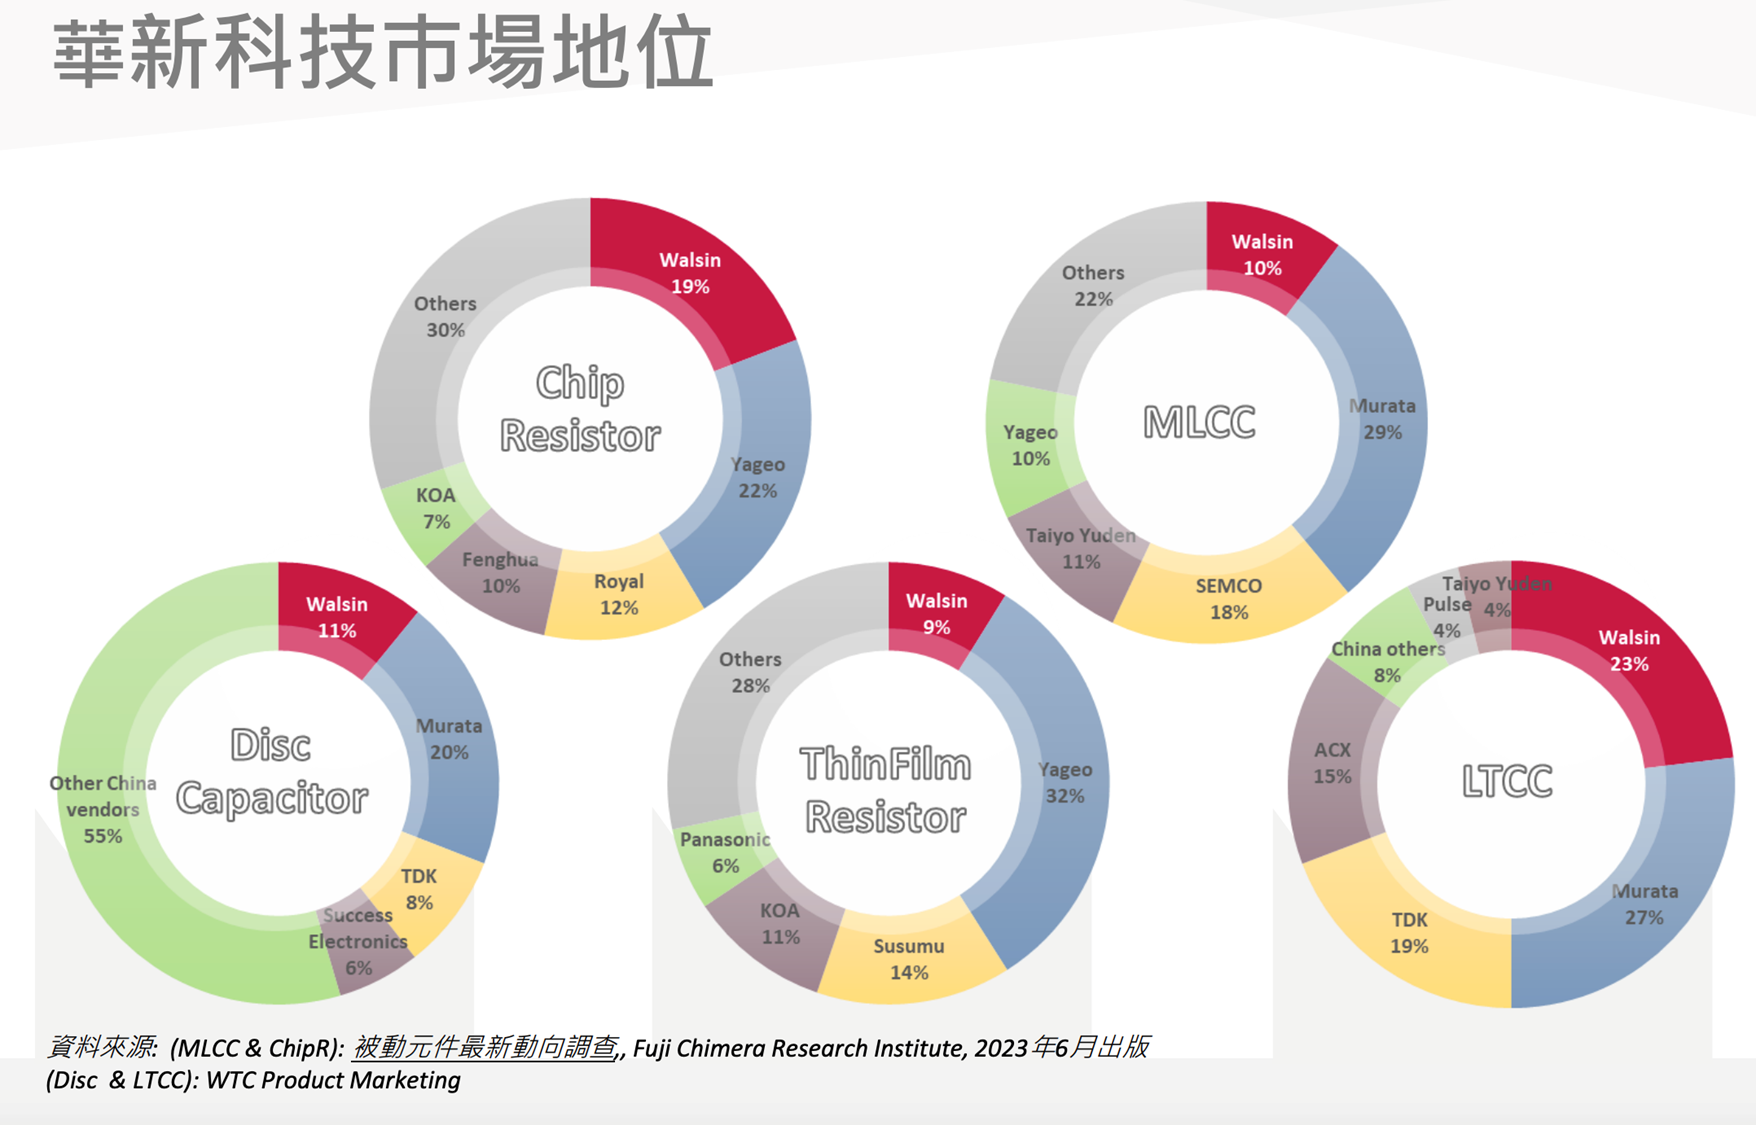 華新科技市場地位
Chip
Resistor
Walsin
19%
Yageo
22%
Royal
12%
Fenghua
10%
KOA
7%
Others
30%
MLCC
Walsin
10%
Murata
29%
SEMCO
18%
Taiyo Yuden
11%
Yageo
10%
Others
22%
Disc
Capacitor
Walsin
11%
Murata
20%
TDK
8%
Success
Electronics
6%
Other China
vendors
55%
ThinFilm
Resistor
Walsin
9%
Yageo
32%
Susumu
14%
KOA
11%
Panasonic
6%
Others
28%
LTCC
Walsin
23%
Murata
27%
TDK
19%
ACX
15%
China others
8%
Pulse
4%
Taiyo Yuden
4%
資料來源: (MLCC & ChipR): 被動元件最新動向調查,, Fuji Chimera Research Institute, 2023年6月出版
(Disc & LTCC): WTC Product Marketing